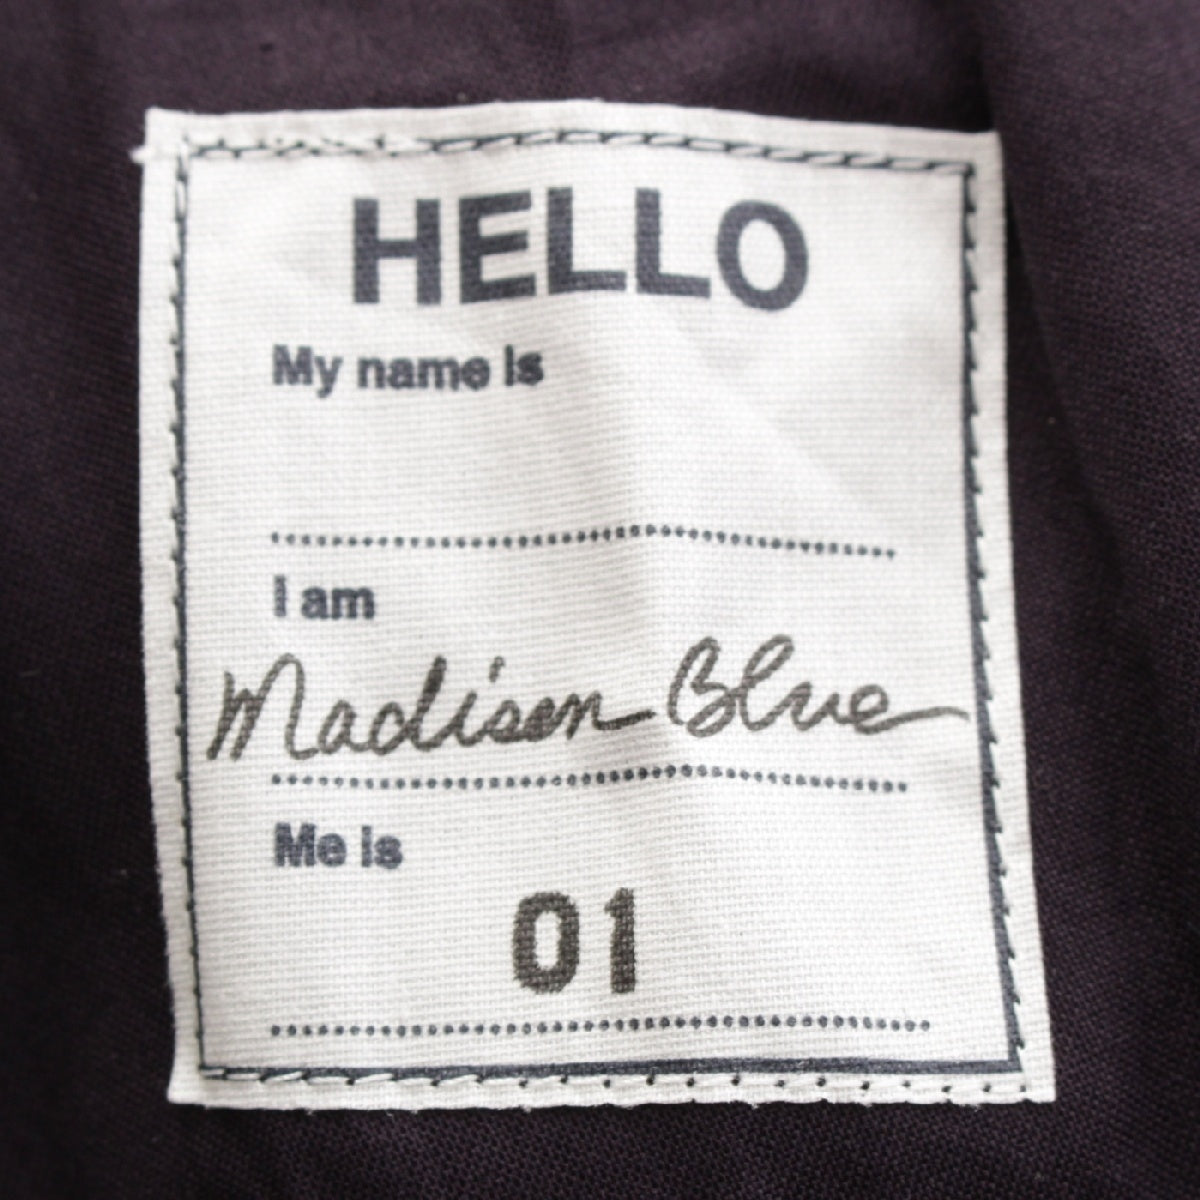 HELLO
My name is
I am
Madison Blue
Me is
01